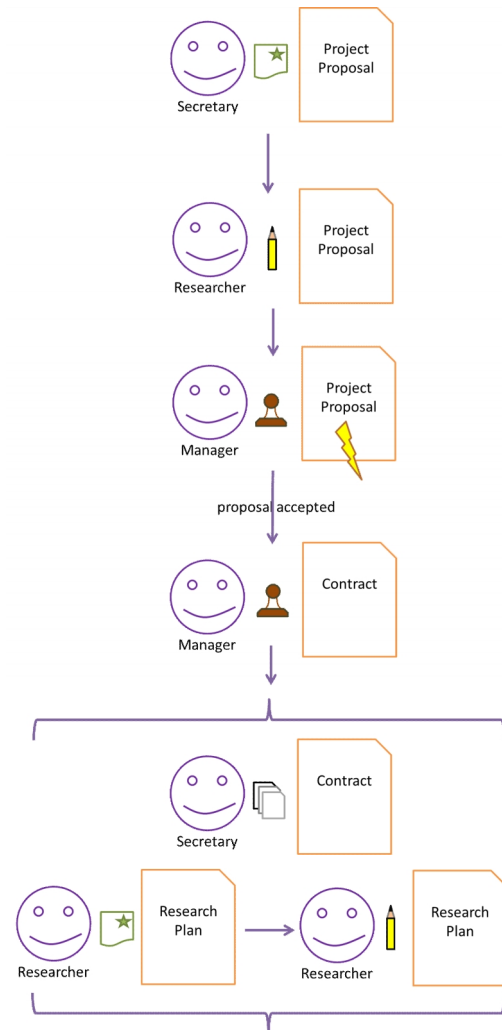 Project
Proposal
Secretary
Project
Proposal
Researcher
Project
Proposal
Manager
proposal accepted
Contract
Manager
Contract
Secretary
Research
Plan
Researcher
Research
Plan
Researcher